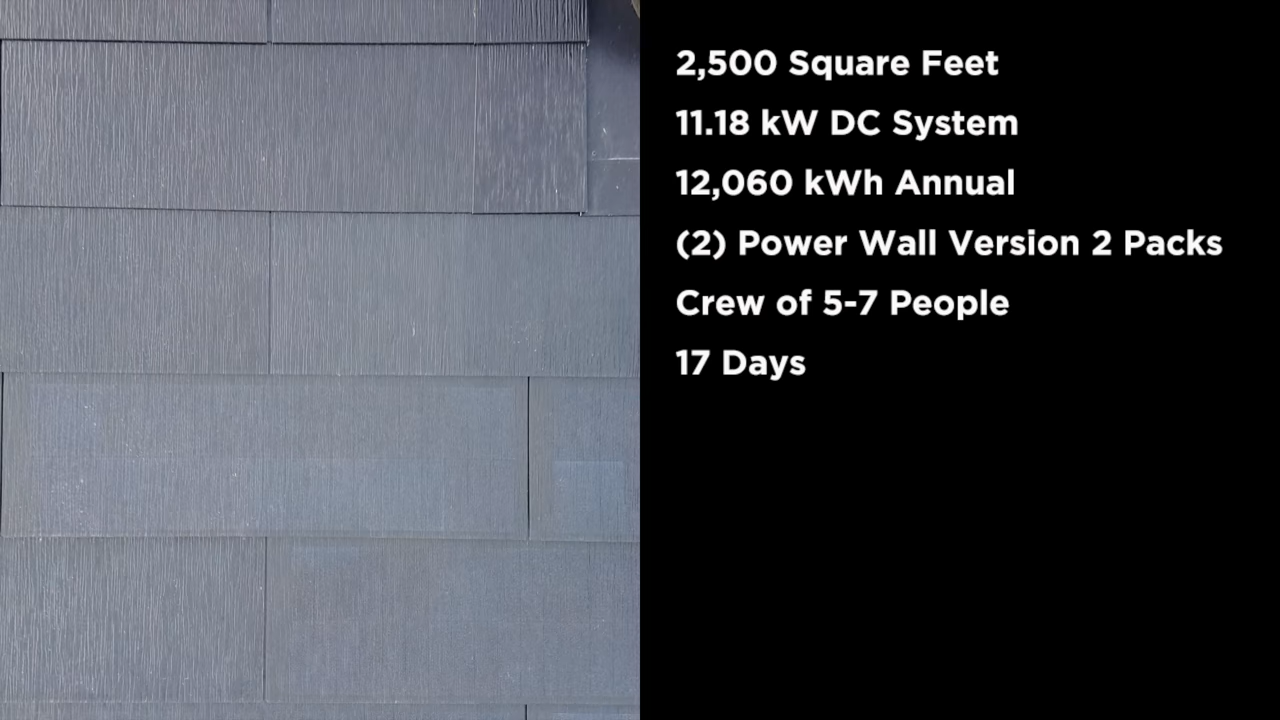 2,500 Square Feet
11.18 kW DC System
12,060 kWh Annual
(2) Power Wall Version 2 Packs
Crew of 5-7 People
17 Days